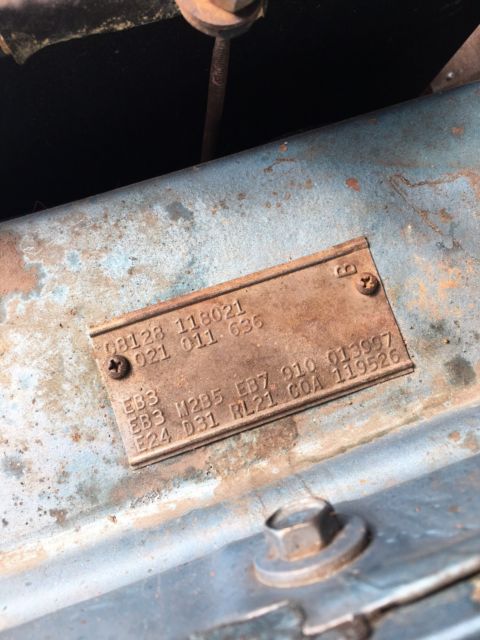 B
08128 118021
021 011 636
EB3
EB3 M2B5 EB7 910 013997
E24 D31 RL21 C0A 119526